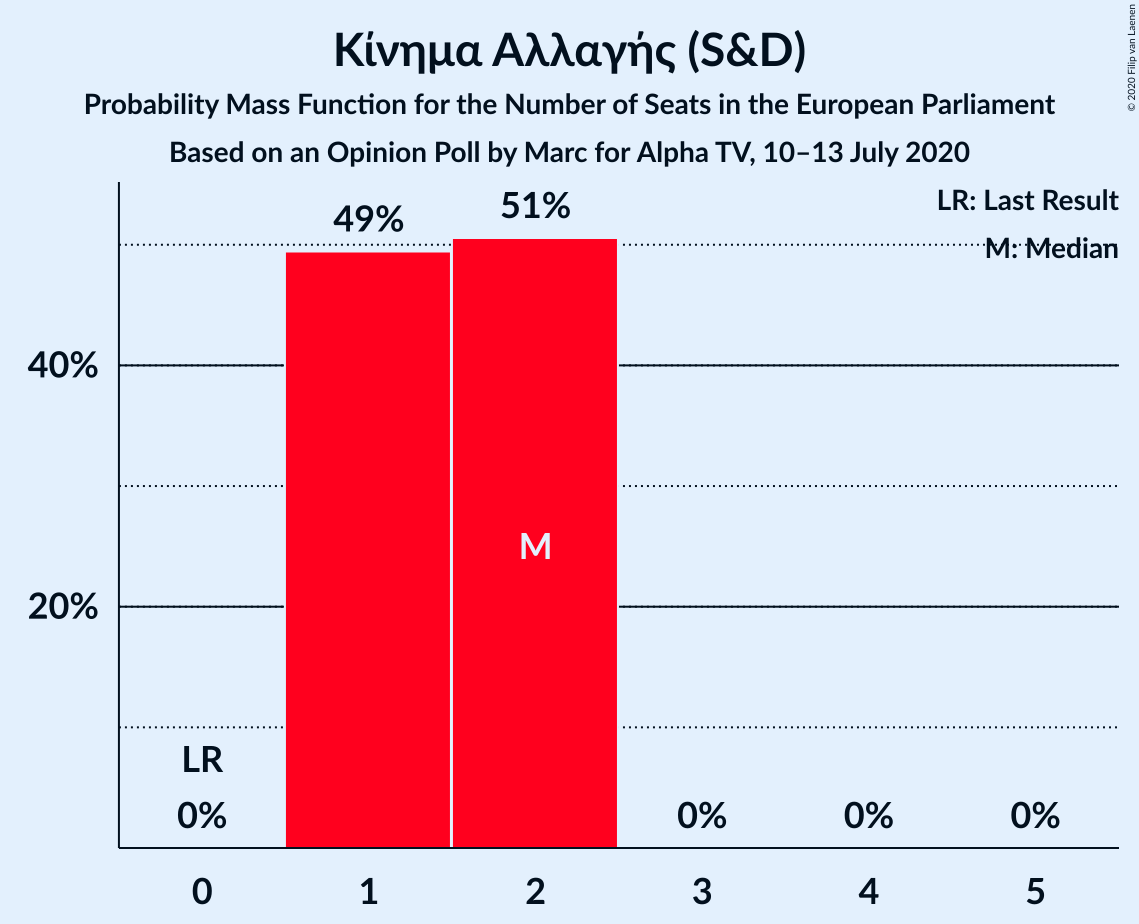 Κίνημα Αλλαγής (S&D)
Probability Mass Function for the Number of Seats in the European Parliament
Based on an Opinion Poll by Marc for Alpha TV, 10–13 July 2020
© 2020 Filip van Laenen
LR: Last Result
M: Median
49%
51%
40%
20%
M
LR
0%
0%
0%
0%
0
1
2
3
4
5